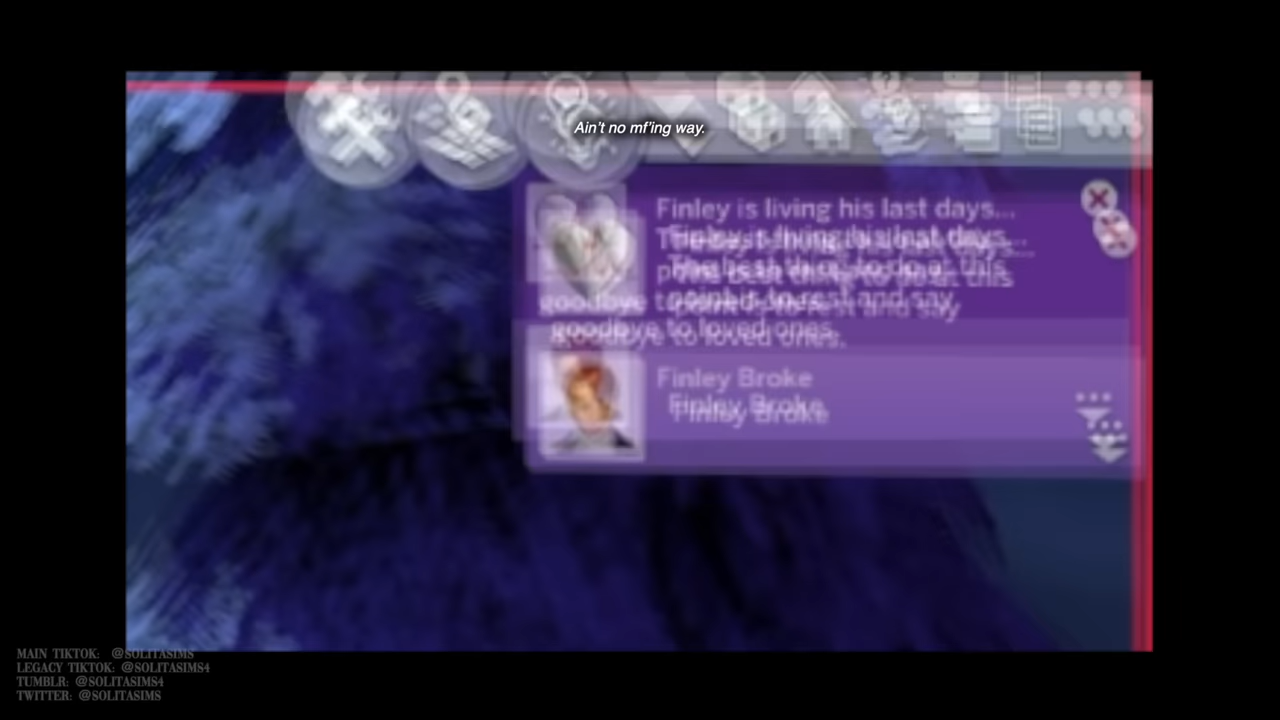 Ain't no mf'ing way.
Finley is living his last days...
The best thing to do at this
point is to rest and say
goodbye to loved ones.
Finley Broke
MAIN TIKTOK: @SOLITASIMS
LEGACY TIKTOK: @SOLITASIMS4
TUMBLR: @SOLITASIMS4
TWITTER: @SOLITASIMS